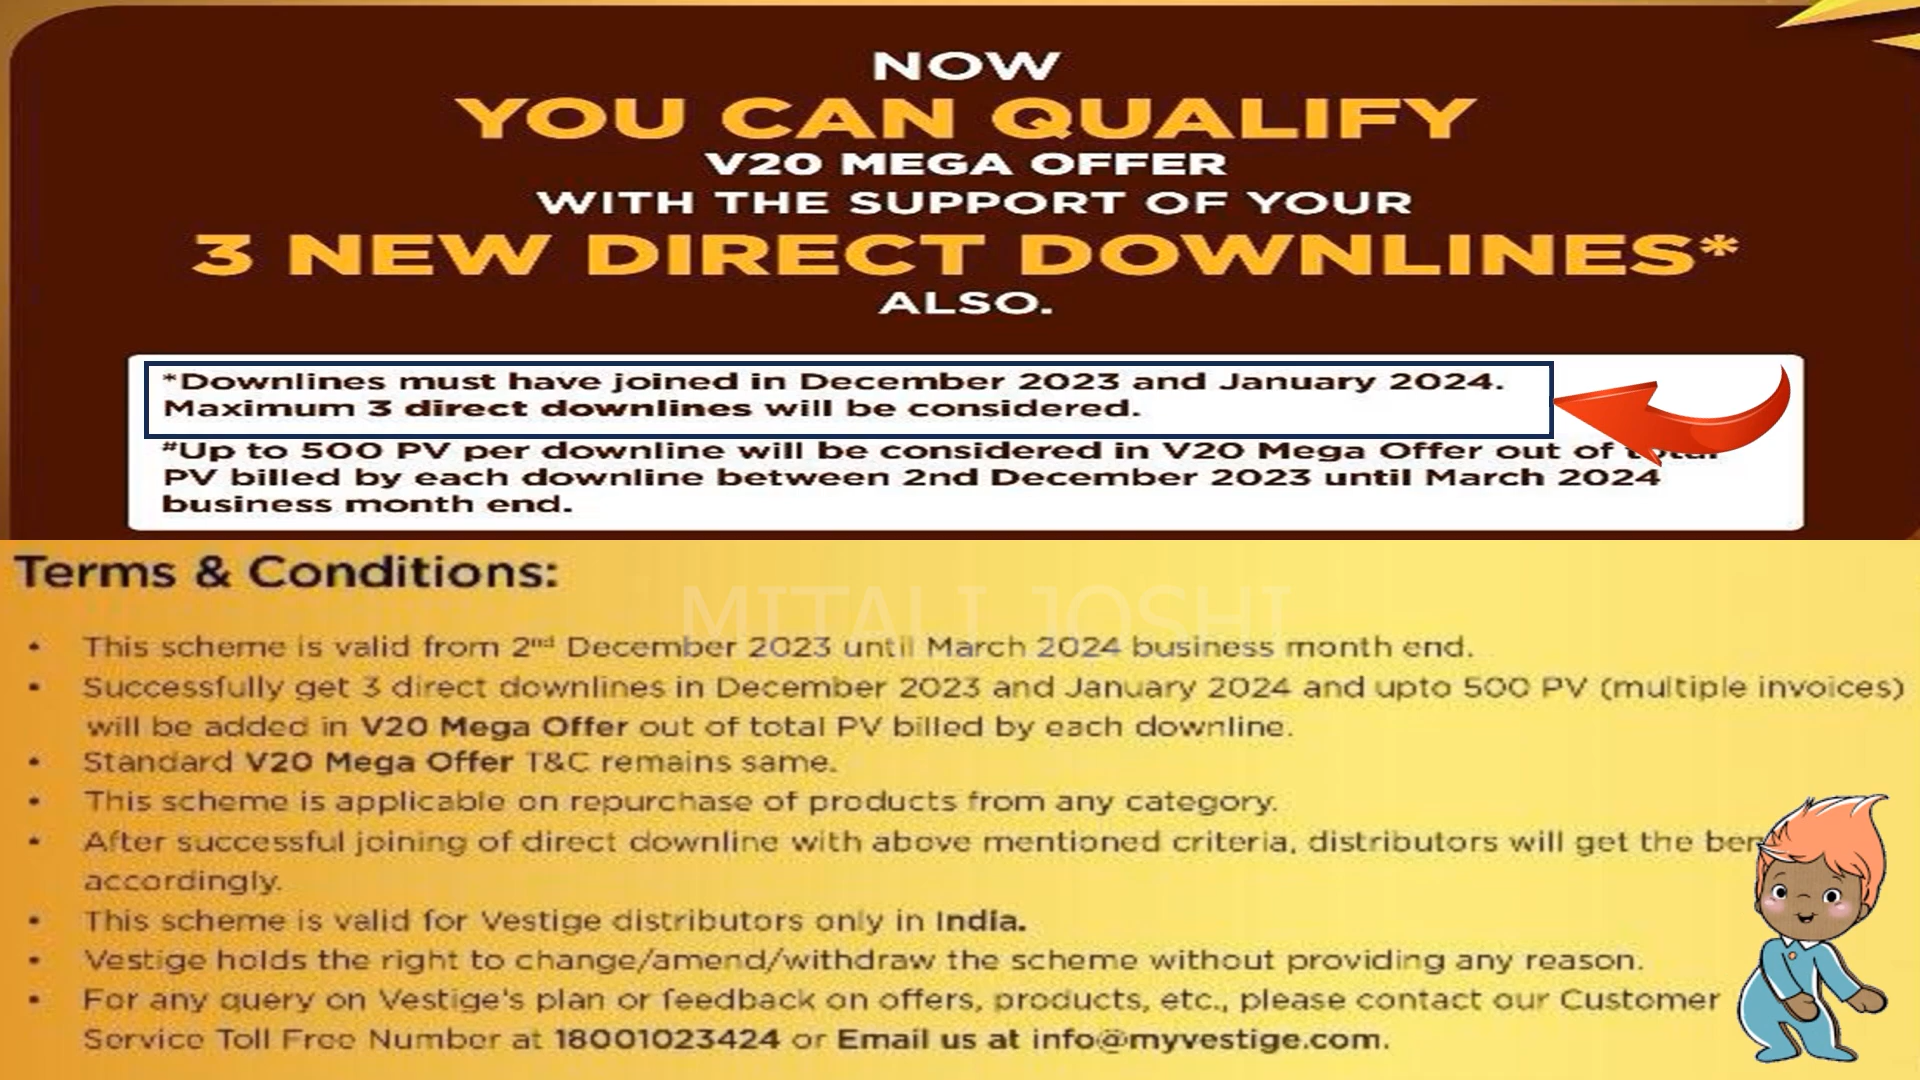 NOW
YOU CAN QUALIFY
V20 MEGA OFFER
WITH THE SUPPORT OF YOUR
3 NEW DIRECT DOWNLINES*
ALSO.
*Downlines must have joined in December 2023 and January 2024.
Maximum 3 direct downlines will be considered.
#Up to 500 PV per downline will be considered in V20 Mega Offer out of total
PV billed by each downline between 2nd December 2023 until March 2024
business month end.
Terms & Conditions:
MITALI JOSHI
• This scheme is valid from 2nd December 2023 until March 2024 business month end.
• Successfully get 3 direct downlines in December 2023 and January 2024 and upto 500 PV (multiple invoices)
will be added in V20 Mega Offer out of total PV billed by each downline.
• Standard V20 Mega Offer T&C remains same.
• This scheme is applicable on repurchase of products from any category.
• After successful joining of direct downline with above mentioned criteria, distributors will get the
accordingly.
• This scheme is valid for Vestige distributors only in India.
• Vestige holds the right to change/amend/withdraw the scheme without providing any reason.
• For any query on Vestige's plan or feedback on offers, products, etc., please contact our Customer
Service Toll Free Number at 18001023424 or Email us at info@myvestige.com.